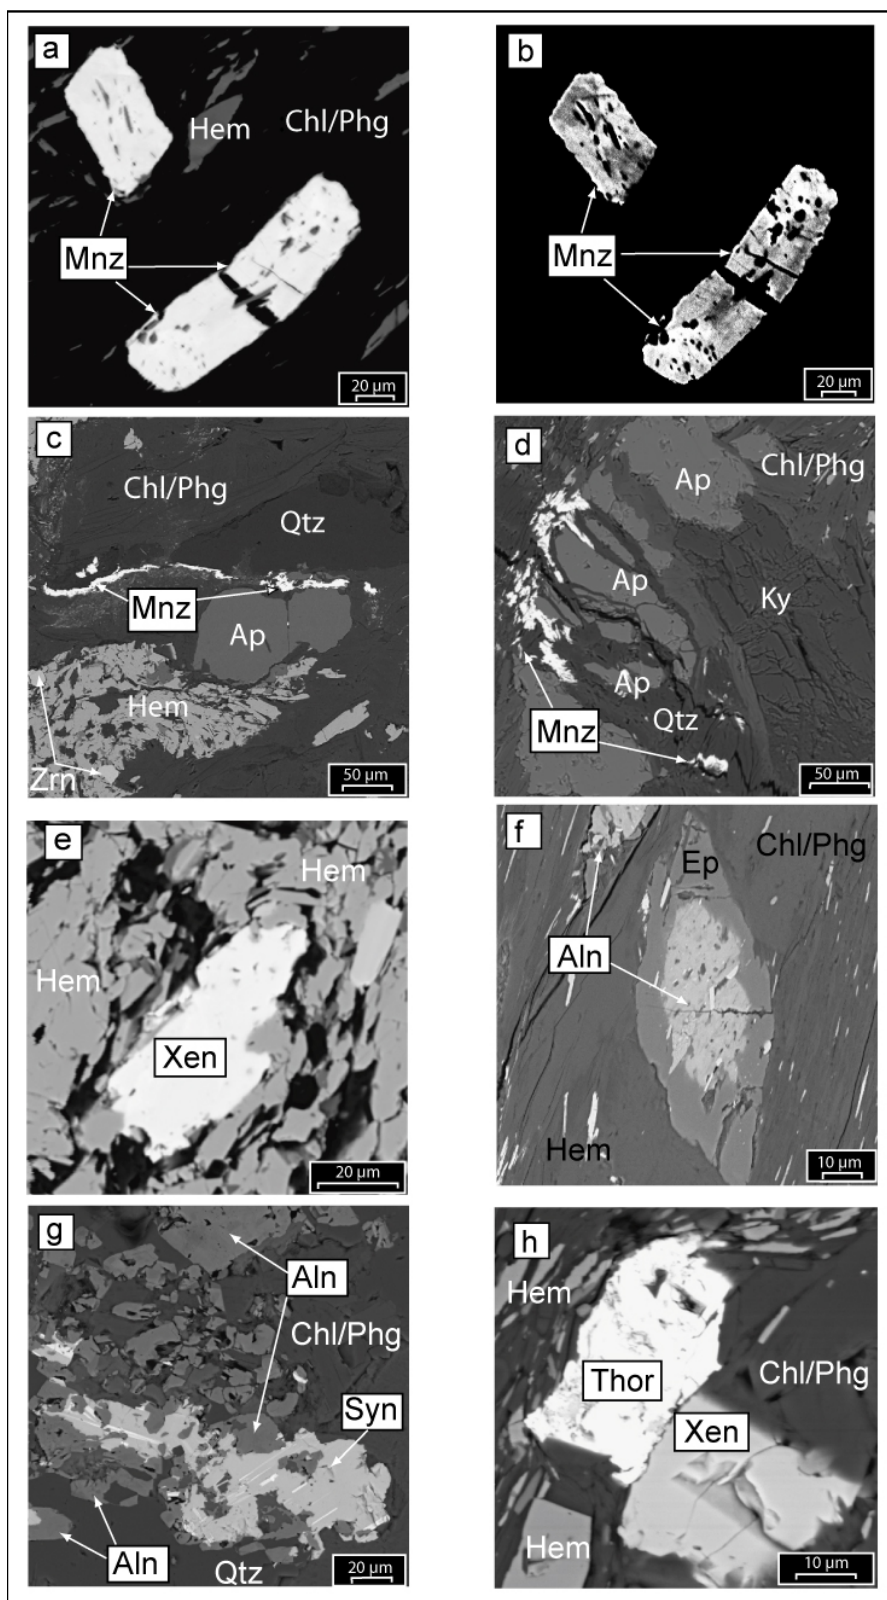 a
Hem
Chl/Phg
Mnz
20 µm
b
Mnz
20 µm
c
Chl/Phg
Qtz
Mnz
Ap
Hem
Zrn
50 µm
d
Ap
Chl/Phg
Ap
Ky
Ap
Qtz
Mnz
50 µm
e
Hem
Hem
Xen
20 µm
f
Ep
Chl/Phg
Aln
Hem
10 µm
g
Aln
Chl/Phg
Syn
Aln
Qtz
20 µm
h
Hem
Thor
Chl/Phg
Xen
Hem
10 µm